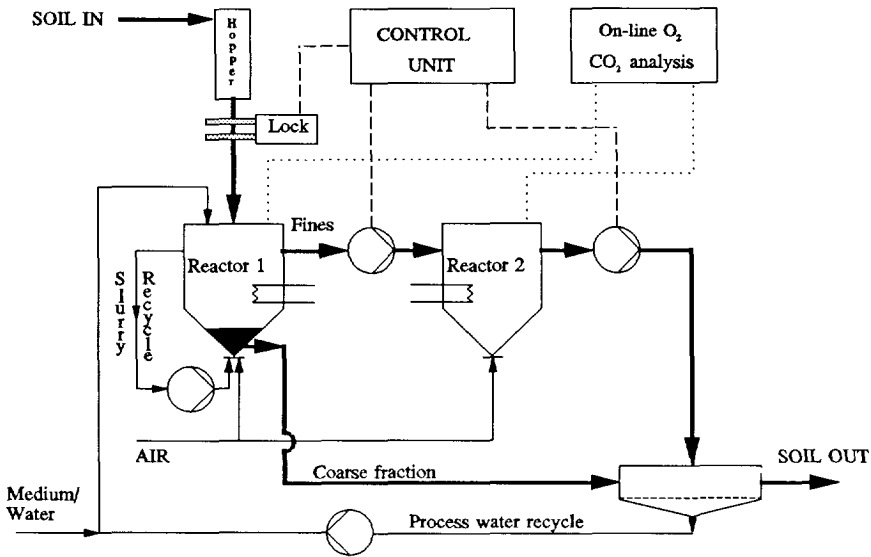 SOIL IN
Hopper
CONTROL
UNIT
On-line O₂
CO₂ analysis
Lock
Fines
Reactor 1
Reactor 2
Slurry
Recycle
AIR
Coarse fraction
SOIL OUT
Medium/
Water
Process water recycle